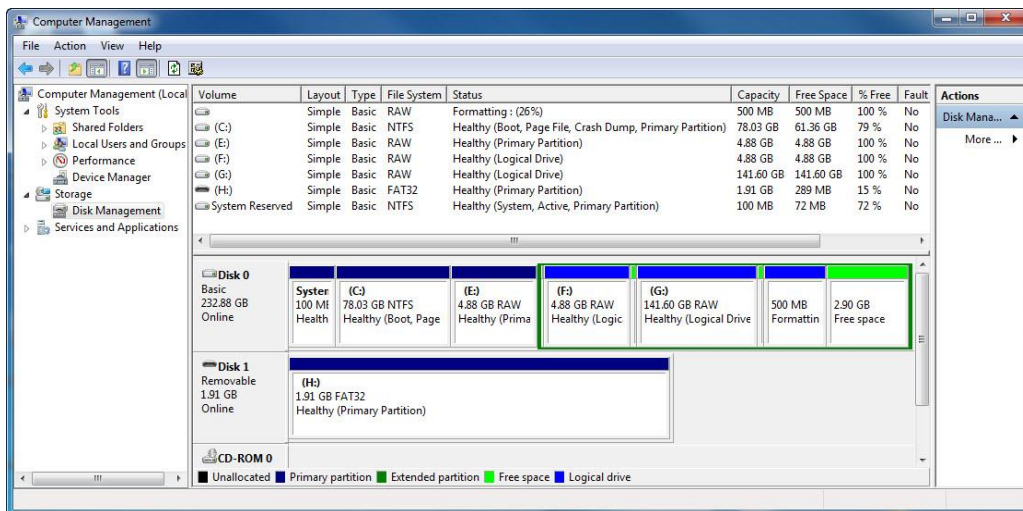 Computer Management
File Action View Help
Computer Management (Local
System Tools
Shared Folders
Local Users and Groups
Performance
Device Manager
Storage
Disk Management
Services and Applications
Volume Layout Type File System Status Capacity Free Space % Free Fault
Simple Basic RAW Formatting : (26%) 500 MB 500 MB 100 % No
(C:) Simple Basic NTFS Healthy (Boot, Page File, Crash Dump, Primary Partition) 78.03 GB 61.36 GB 79 % No
(E:) Simple Basic RAW Healthy (Primary Partition) 4.88 GB 4.88 GB 100 % No
(F:) Simple Basic RAW Healthy (Logical Drive) 4.88 GB 4.88 GB 100 % No
(G:) Simple Basic RAW Healthy (Logical Drive) 141.60 GB 141.60 GB 100 % No
(H:) Simple Basic FAT32 Healthy (Primary Partition) 1.91 GB 289 MB 15 % No
System Reserved Simple Basic NTFS Healthy (System, Active, Primary Partition) 100 MB 72 MB 72 % No
Actions
Disk Mana...
More ...
Disk 0
Basic
232.88 GB
Online
System
100 MB
Health
(C:)
78.03 GB NTFS
Healthy (Boot, Page
(E:)
4.88 GB RAW
Healthy (Prima
(F:)
4.88 GB RAW
Healthy (Logic
(G:)
141.60 GB RAW
Healthy (Logical Drive
500 MB
Formattin
2.90 GB
Free space
Disk 1
Removable
1.91 GB
Online
(H:)
1.91 GB FAT32
Healthy (Primary Partition)
CD-ROM 0
Unallocated Primary partition Extended partition Free space Logical drive